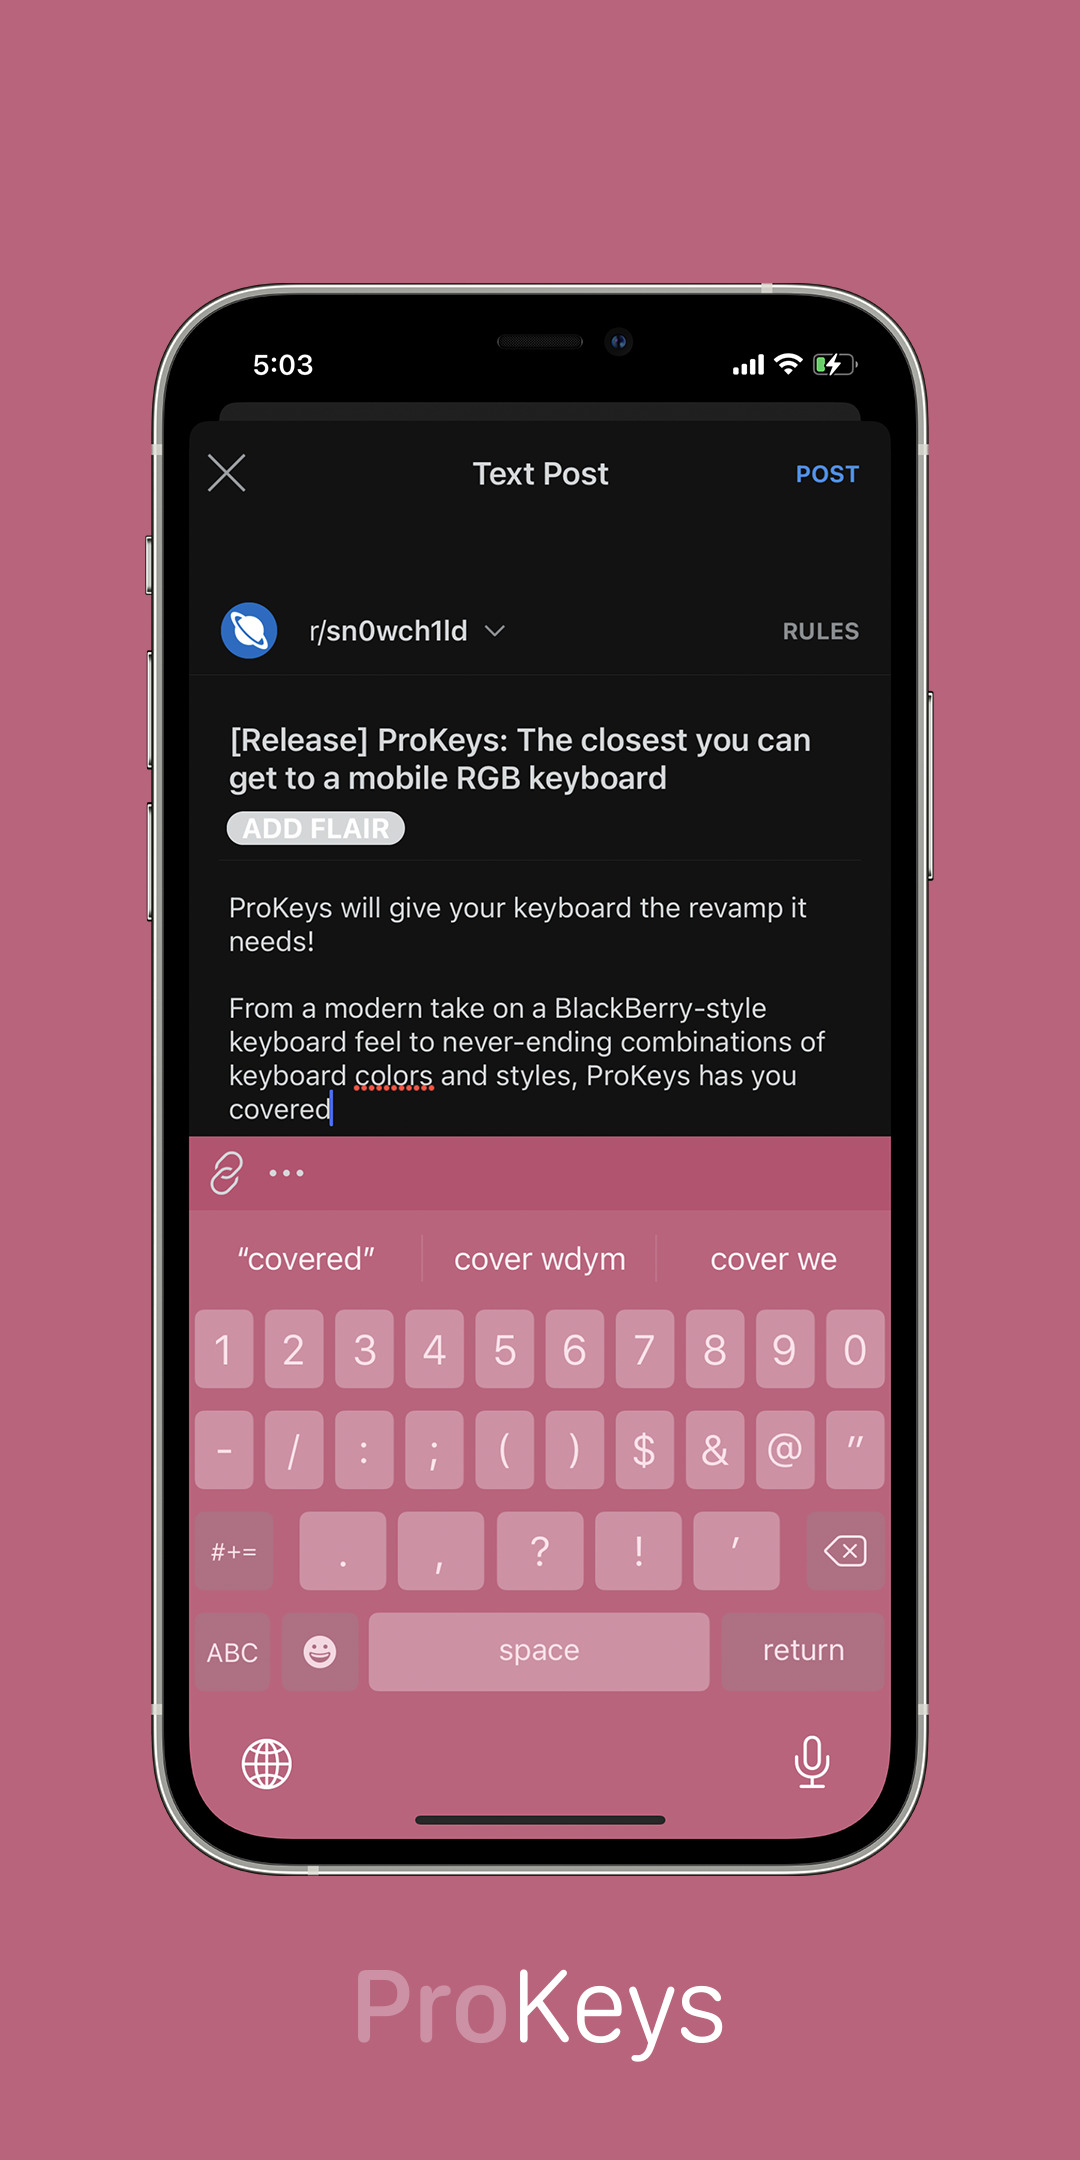 5:03
Text Post
POST
r/sn0wch1ld
RULES
[Release] ProKeys: The closest you can
get to a mobile RGB keyboard
ADD FLAIR
ProKeys will give your keyboard the revamp it
needs!
From a modern take on a BlackBerry-style
keyboard feel to never-ending combinations of
keyboard colors and styles, ProKeys has you
covered
“covered” cover wdym cover we
1 2 3 4 5 6 7 8 9 0
- / : ; ( ) $ & @ "
#+= . , ? ! '
ABC space return
ProKeys